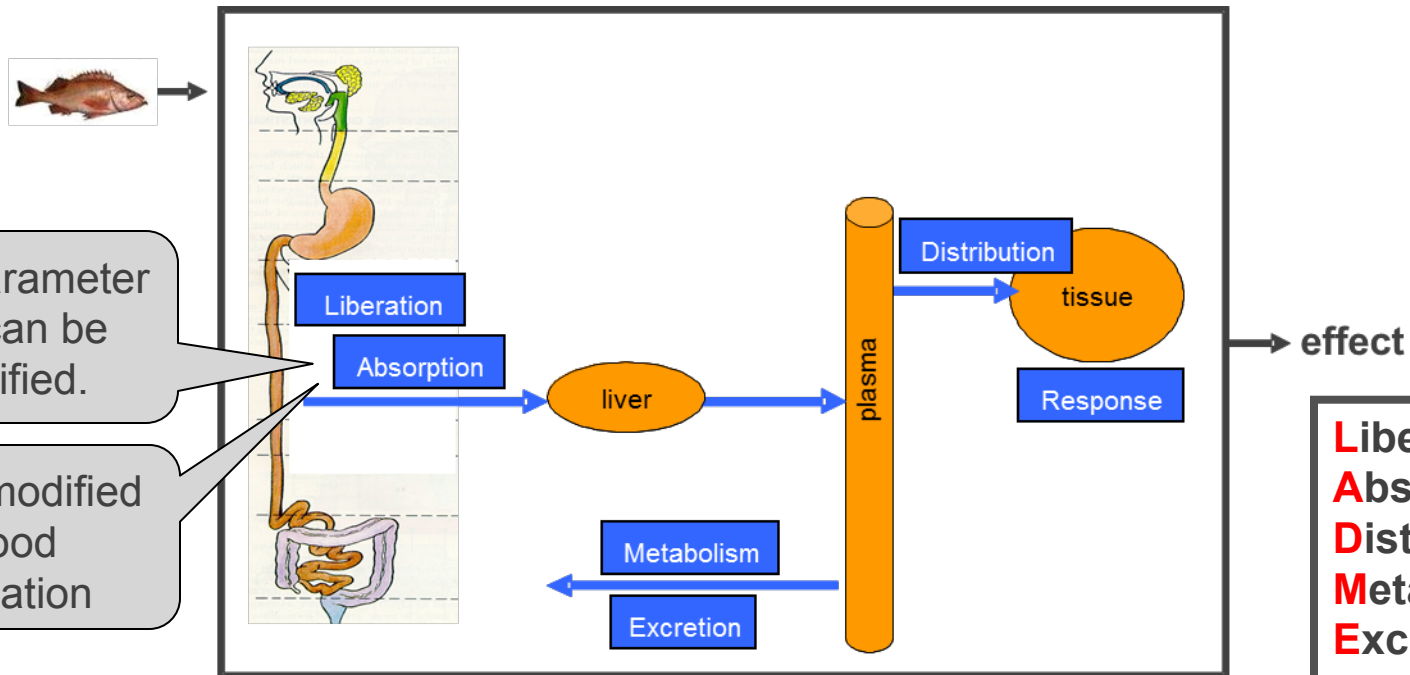 Liberation
Absorption
liver
plasma
Distribution
tissue
Response
Metabolism
Excretion
effect
arameter
can be
ified.
modified
ood
ation
Libe
Abs
Dist
Meta
Exc